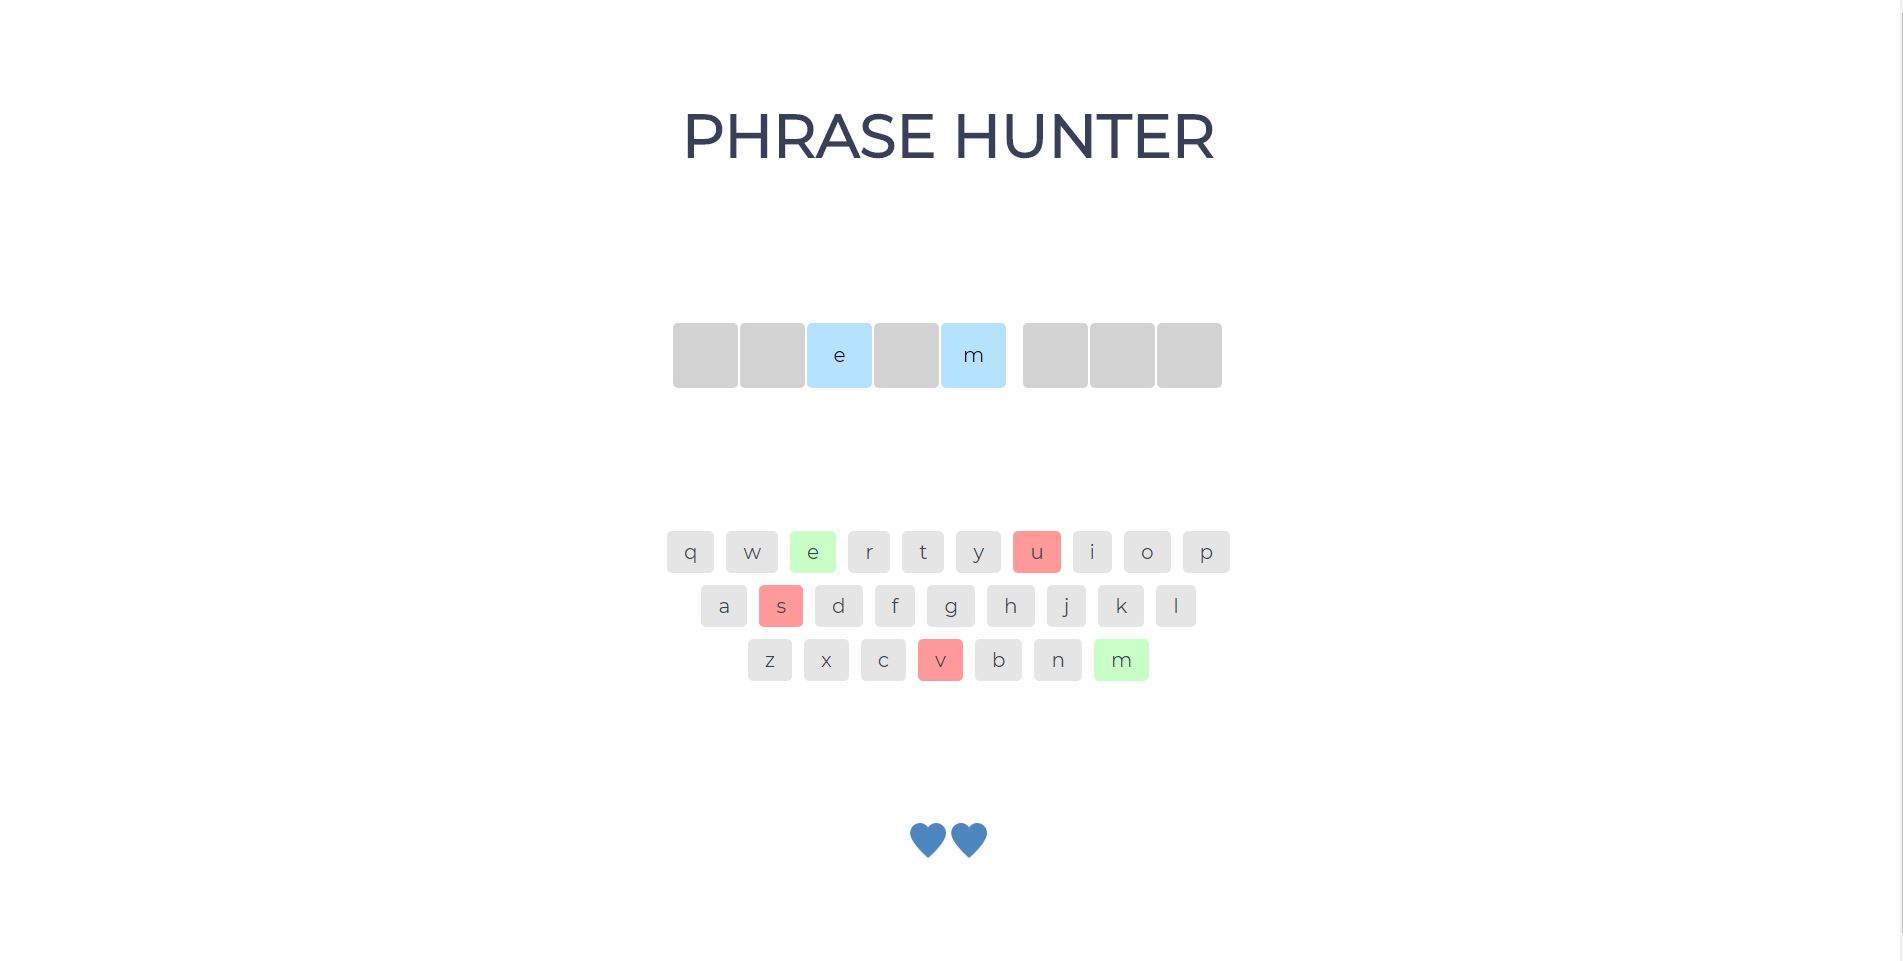 PHRASE HUNTER
e m
q w e r t y u i o p
a s d f g h j k l
z x c v b n m